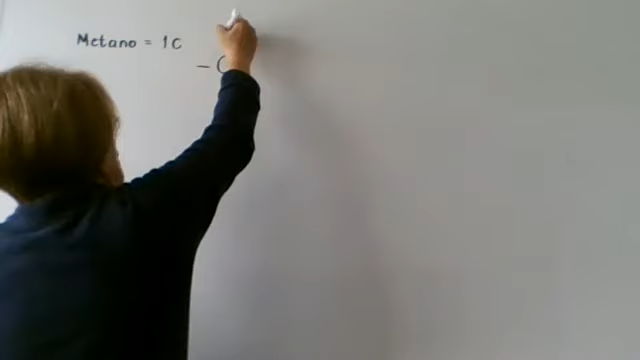 Metano = 1C
– C